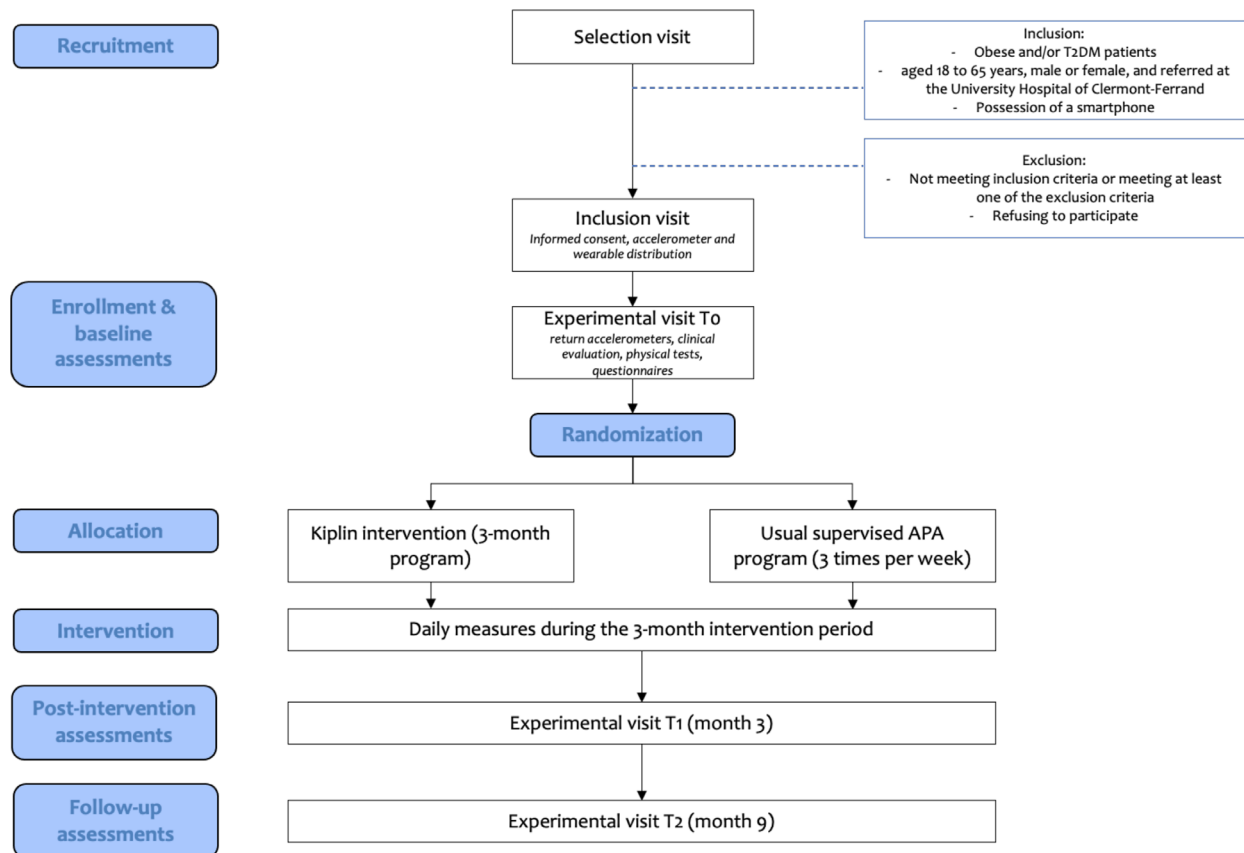 Recruitment
Selection visit
Inclusion:
- Obese and/or T2DM patients
- aged 18 to 65 years, male or female, and referred at
the University Hospital of Clermont-Ferrand
- Possession of a smartphone
Exclusion:
- Not meeting inclusion criteria or meeting at least
one of the exclusion criteria
- Refusing to participate
Inclusion visit
Informed consent, accelerometer and
wearable distribution
Enrollment &
baseline
assessments
Experimental visit T0
return accelerometers, clinical
evaluation, physical tests,
questionnaires
Randomization
Allocation
Kiplin intervention (3-month
program)
Usual supervised APA
program (3 times per week)
Intervention
Daily measures during the 3-month intervention period
Post-intervention
assessments
Experimental visit T1 (month 3)
Follow-up
assessments
Experimental visit T2 (month 9)